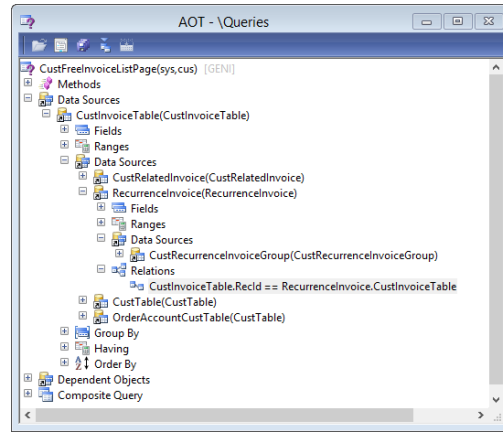 AOT - \Queries
CustFreeInvoiceListPage(sys,cus) [GENI]
Methods
Data Sources
CustInvoiceTable(CustInvoiceTable)
Fields
Ranges
Data Sources
CustRelatedInvoice(CustRelatedInvoice)
RecurrenceInvoice(RecurrenceInvoice)
Fields
Ranges
Data Sources
CustRecurrenceInvoiceGroup(CustRecurrenceInvoiceGroup)
Relations
CustInvoiceTable.RecId == RecurrenceInvoice.CustInvoiceTable
CustTable(CustTable)
OrderAccountCustTable(CustTable)
Group By
Having
Order By
Dependent Objects
Composite Query